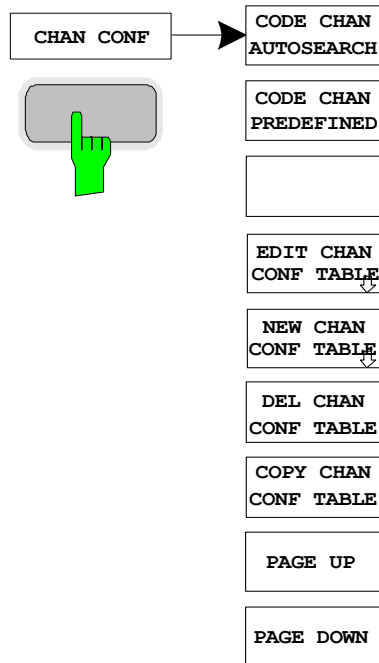 CHAN CONF
CODE CHAN
AUTOSEARCH
CODE CHAN
PREDEFINED
EDIT CHAN
CONF TABLE
NEW CHAN
CONF TABLE
DEL CHAN
CONF TABLE
COPY CHAN
CONF TABLE
PAGE UP
PAGE DOWN